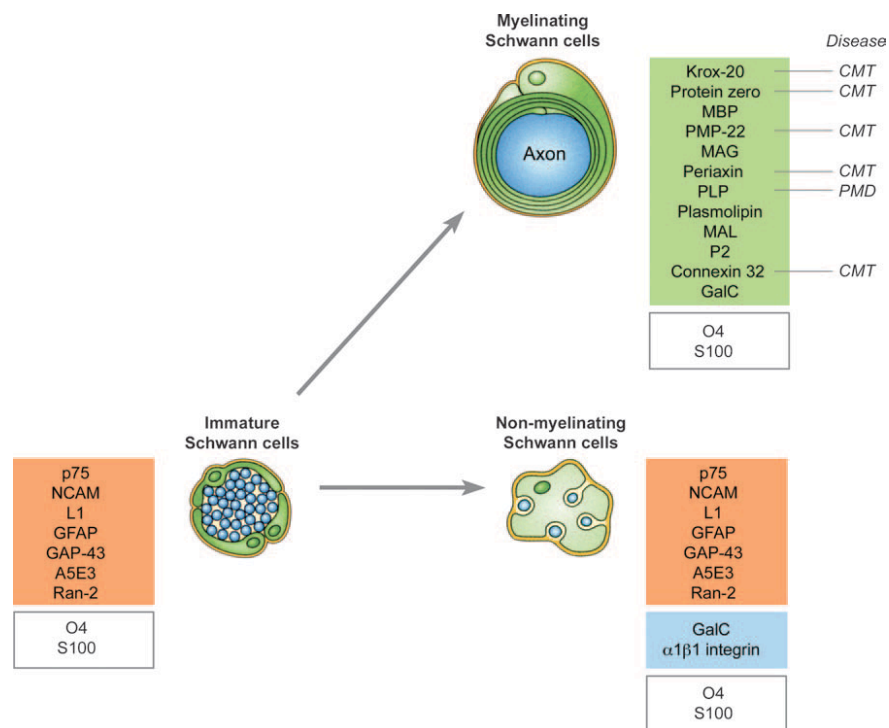 Myelinating
Schwann cells
Disease
Axon
Krox-20
CMT
Protein zero
CMT
MBP
PMP-22
CMT
MAG
Periaxin
CMT
PLP
PMD
Plasmolipin
MAL
P2
Connexin 32
CMT
GalC
O4
S100
Immature
Schwann cells
Non-myelinating
Schwann cells
p75
NCAM
L1
GFAP
GAP-43
A5E3
Ran-2
O4
S100
p75
NCAM
L1
GFAP
GAP-43
A5E3
Ran-2
GalC
α1β1 integrin
O4
S100